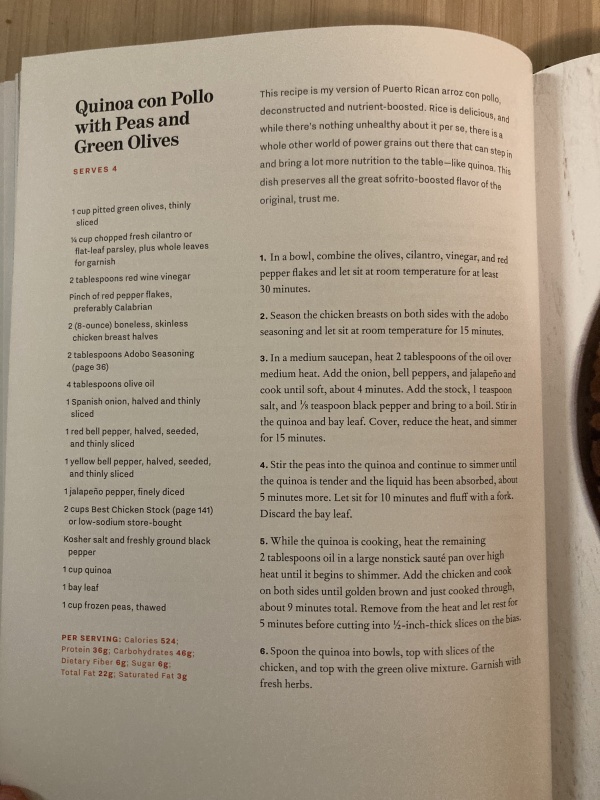 Quinoa con Pollo
with Peas and
Green Olives
SERVES 4
1 cup pitted green olives, thinly
sliced
¼ cup chopped fresh cilantro or
flat-leaf parsley, plus whole leaves
for garnish
2 tablespoons red wine vinegar
Pinch of red pepper flakes,
preferably Calabrian
2 (8-ounce) boneless, skinless
chicken breast halves
2 tablespoons Adobo Seasoning
(page 36)
4 tablespoons olive oil
1 Spanish onion, halved and thinly
sliced
1 red bell pepper, halved, seeded,
and thinly sliced
1 yellow bell pepper, halved, seeded,
and thinly sliced
1 jalapeño pepper, finely diced
2 cups Best Chicken Stock (page 141)
or low-sodium store-bought
Kosher salt and freshly ground black
pepper
1 cup quinoa
1 bay leaf
1 cup frozen peas, thawed
PER SERVING: Calories 524;
Protein 36g; Carbohydrates 46g;
Dietary Fiber 6g; Sugar 6g;
Total Fat 22g; Saturated Fat 3g
This recipe is my version of Puerto Rican arroz con pollo,
deconstructed and nutrient-boosted. Rice is delicious, and
while there's nothing unhealthy about it per se, there is a
whole other world of power grains out there that can step in
and bring a lot more nutrition to the table—like quinoa. This
dish preserves all the great sofrito-boosted flavor of the
original, trust me.
1. In a bowl, combine the olives, cilantro, vinegar, and red
pepper flakes and let sit at room temperature for at least
30 minutes.
2. Season the chicken breasts on both sides with the adobo
seasoning and let sit at room temperature for 15 minutes.
3. In a medium saucepan, heat 2 tablespoons of the oil over
medium heat. Add the onion, bell peppers, and jalapeño and
cook until soft, about 4 minutes. Add the stock, 1 teaspoon
salt, and ⅛ teaspoon black pepper and bring to a boil. Stir in
the quinoa and bay leaf. Cover, reduce the heat, and simmer
for 15 minutes.
4. Stir the peas into the quinoa and continue to simmer until
the quinoa is tender and the liquid has been absorbed, about
5 minutes more. Let sit for 10 minutes and fluff with a fork.
Discard the bay leaf.
5. While the quinoa is cooking, heat the remaining
2 tablespoons oil in a large nonstick sauté pan over high
heat until it begins to shimmer. Add the chicken and cook
on both sides until golden brown and just cooked through,
about 9 minutes total. Remove from the heat and let rest for
5 minutes before cutting into ½-inch-thick slices on the bias.
6. Spoon the quinoa into bowls, top with slices of the
chicken, and top with the green olive mixture. Garnish with
fresh herbs.